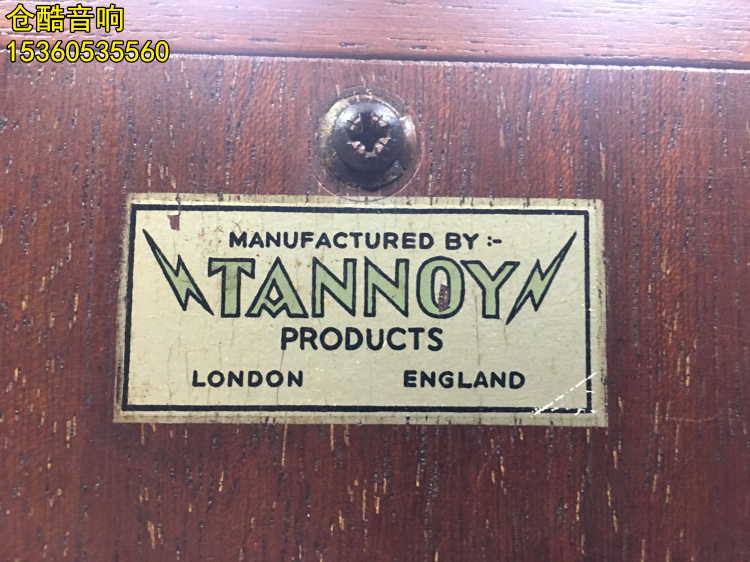 仓酷音响
15360535560
MANUFACTURED BY :-
TANNOY
PRODUCTS
LONDON ENGLAND